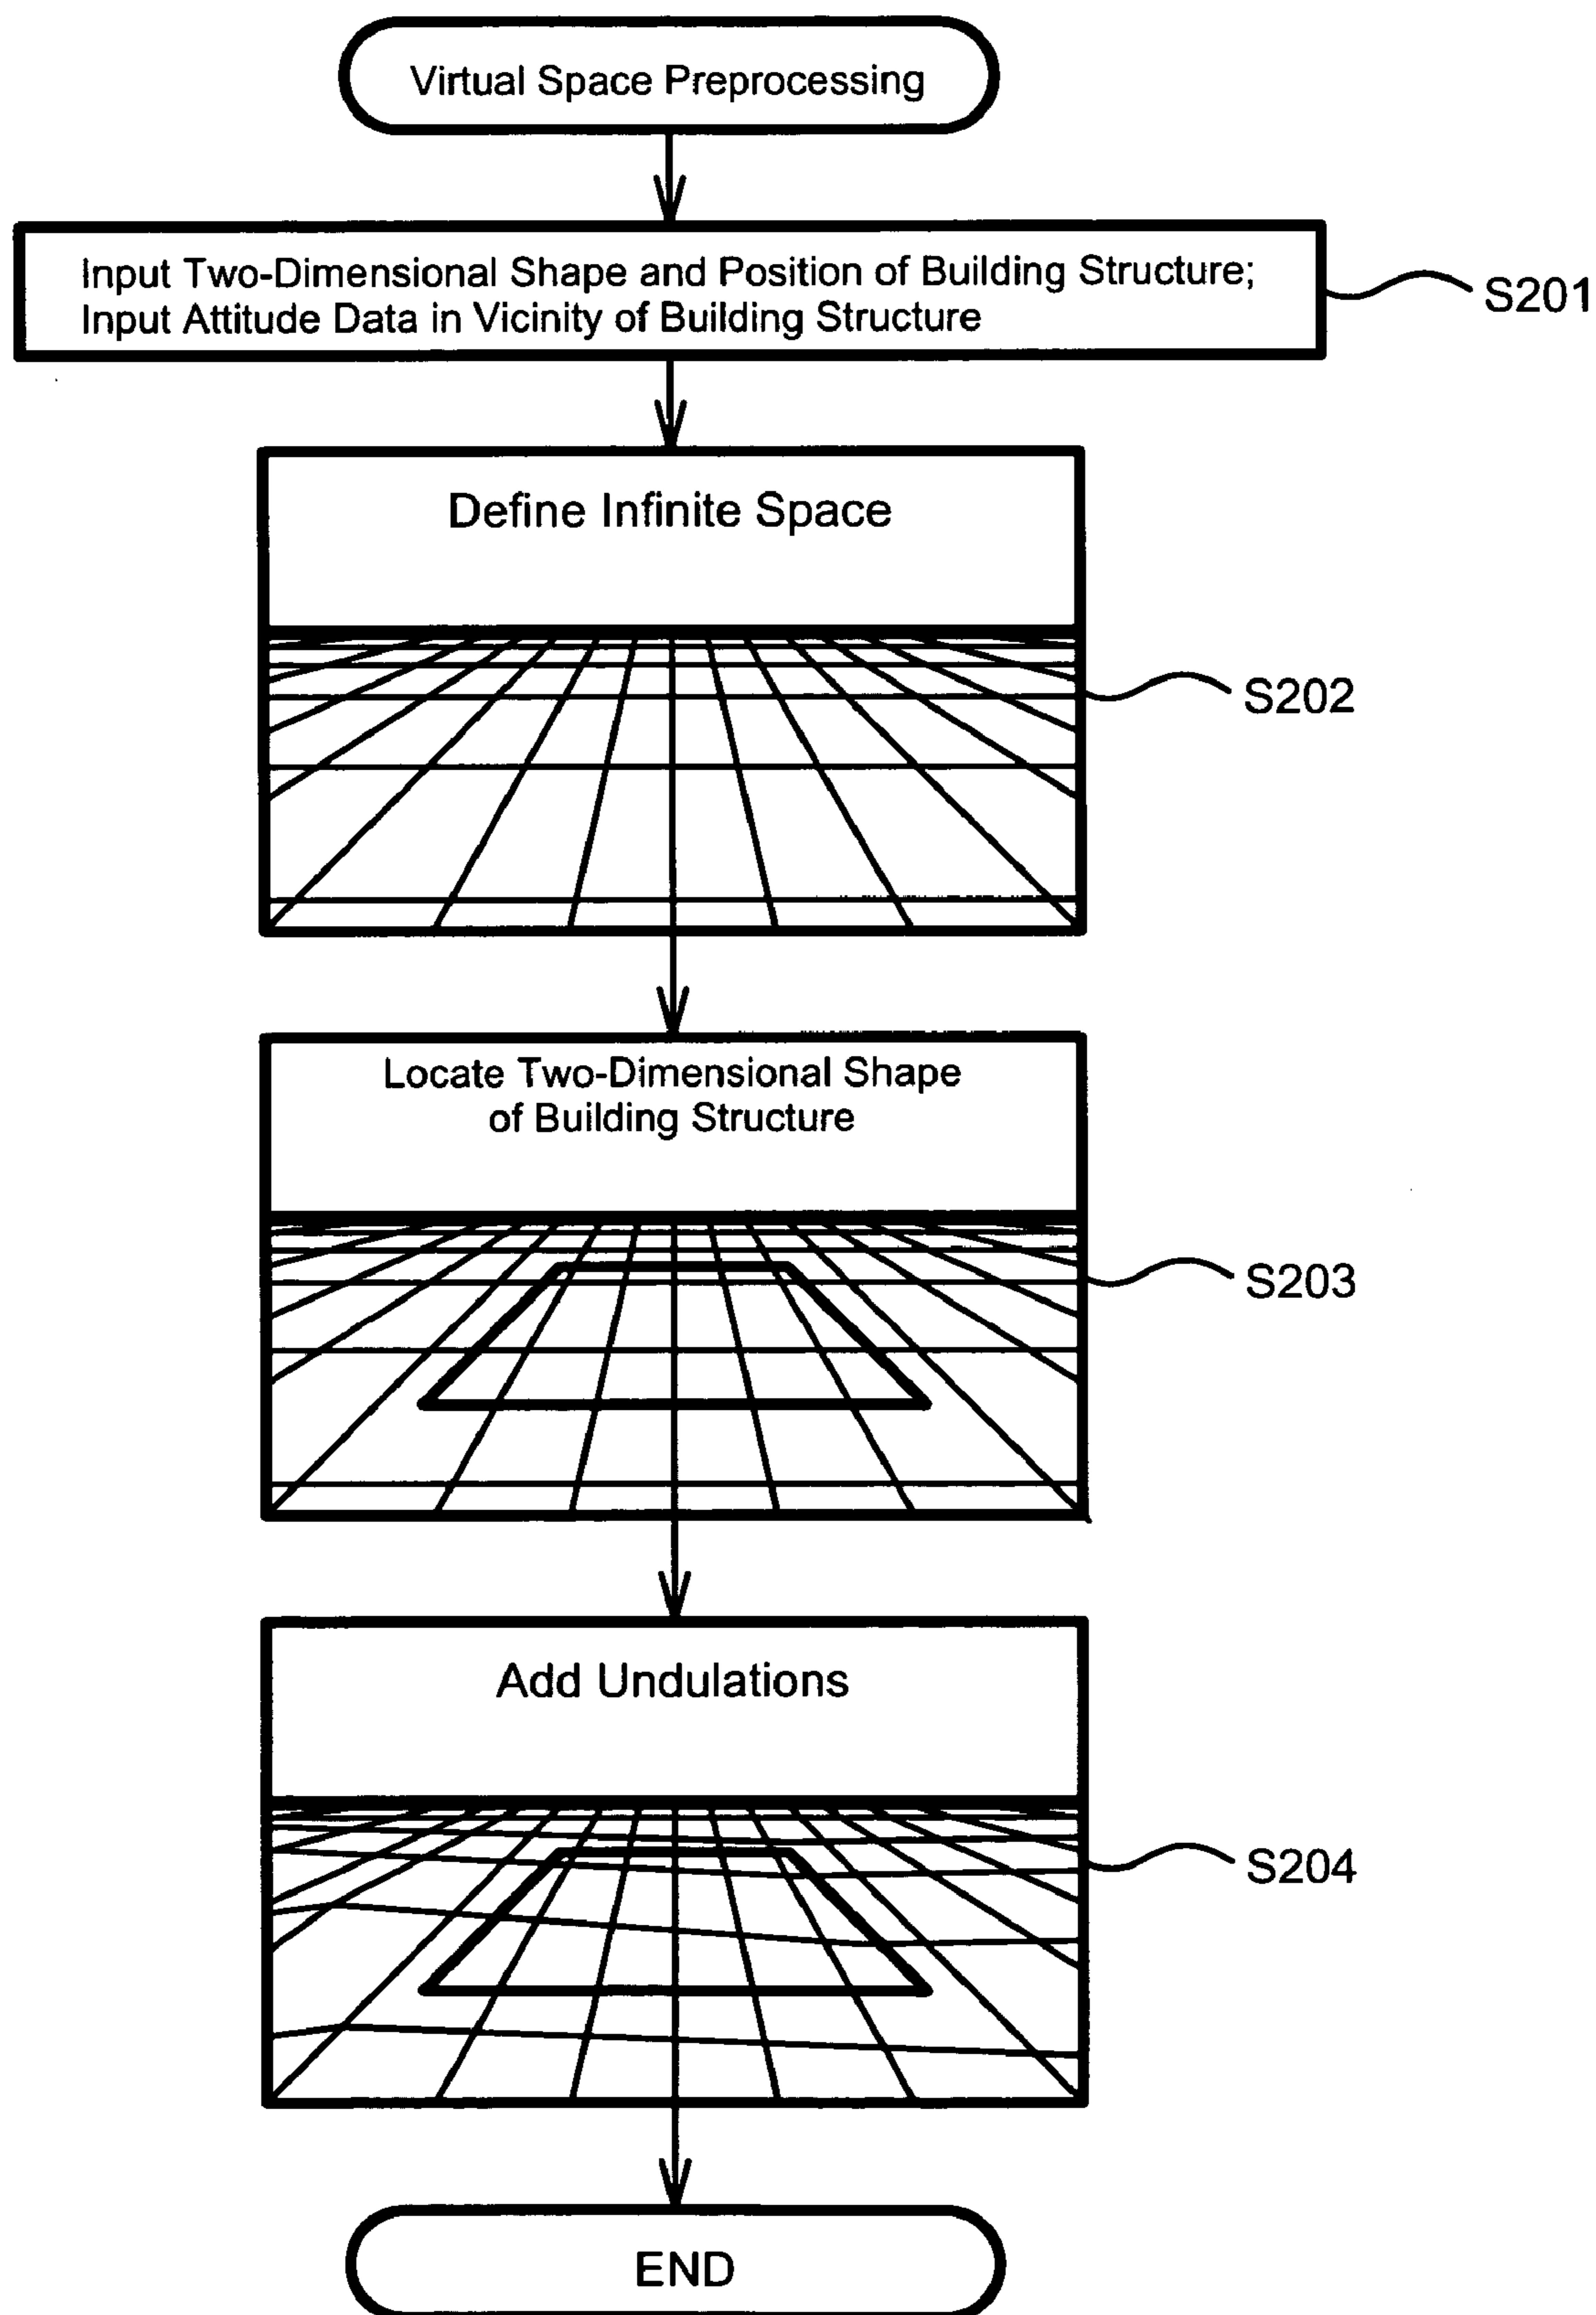 Virtual Space Preprocessing
Input Two-Dimensional Shape and Position of Building Structure;
Input Attitude Data in Vicinity of Building Structure
S201
Define Infinite Space
S202
Locate Two-Dimensional Shape
of Building Structure
S203
Add Undulations
S204
END